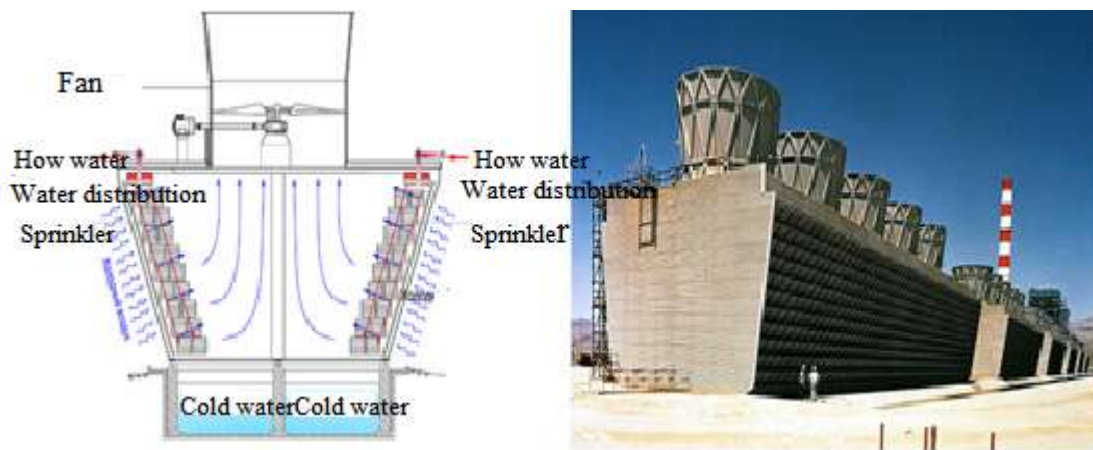 Fan
How water
Water distribution
Sprinkler
How water
Water distribution
Sprinkler
Cold water Cold water